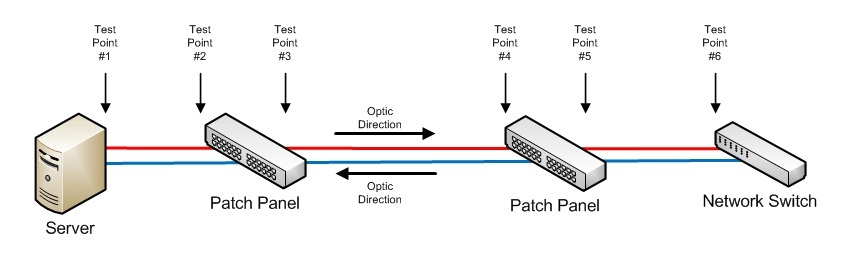 Test
Point
#1
Test
Point
#2
Test
Point
#3
Test
Point
#4
Test
Point
#5
Test
Point
#6
Optic
Direction
Optic
Direction
Server
Patch Panel
Patch Panel
Network Switch